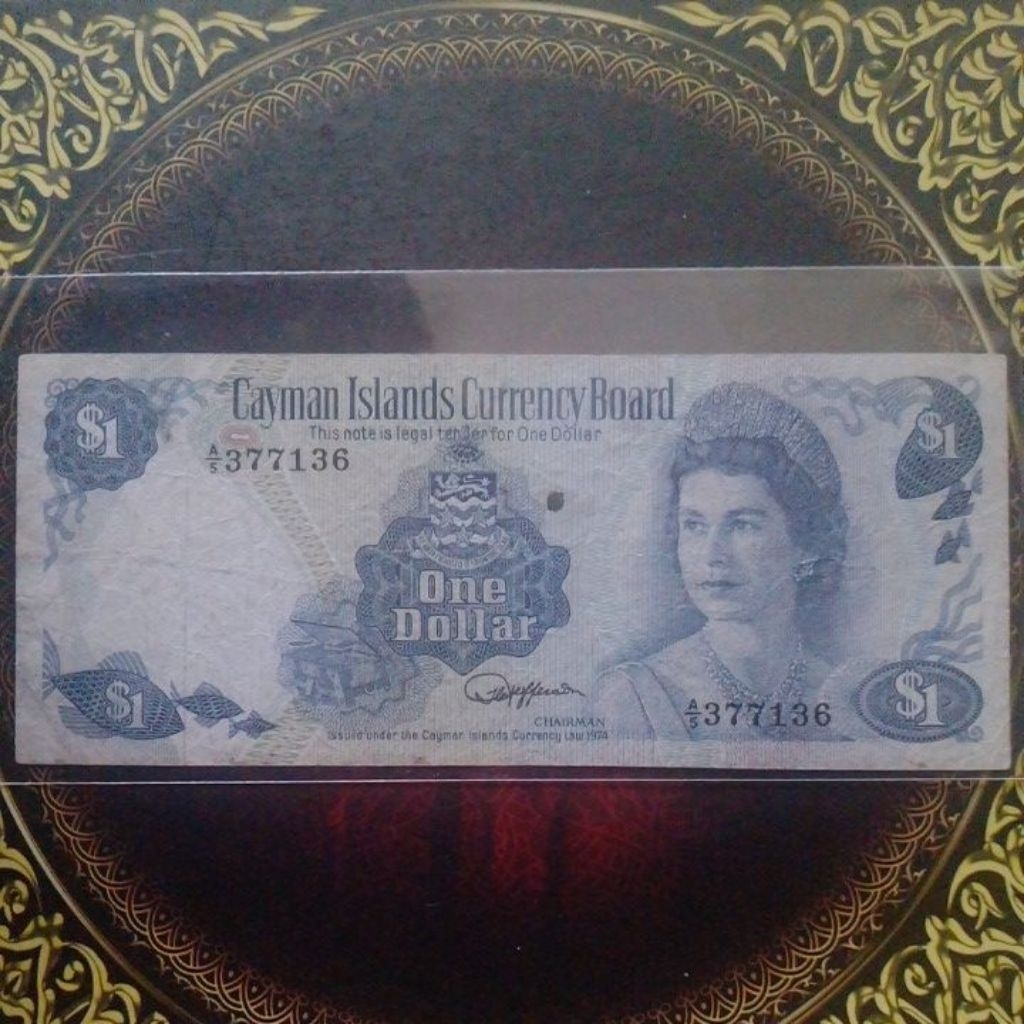 Cayman Islands Currency Board
This note is legal tender for One Dollar
$1
$1
A/5 377136
One
Dollar
CHAIRMAN
A/5 377136
$1
$1
Issued under the Cayman Islands Currency Law 1974